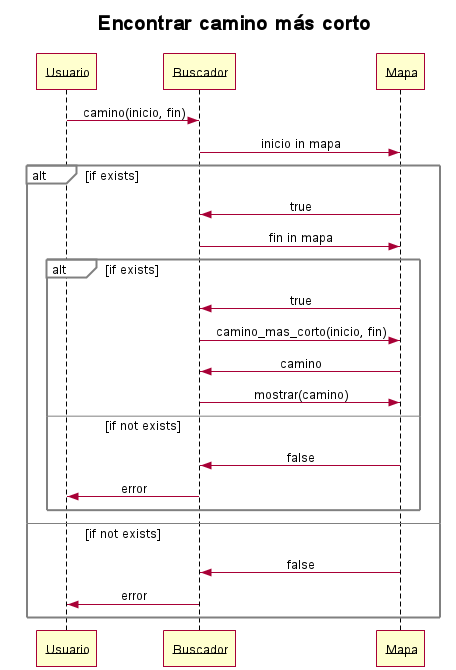 Encontrar camino más corto
Usuario Buscador Mapa
camino(inicio, fin)
inicio in mapa
alt [if exists]
true
fin in mapa
alt [if exists]
true
camino_mas_corto(inicio, fin)
camino
mostrar(camino)
[if not exists]
false
error
[if not exists]
false
error
Usuario Buscador Mapa